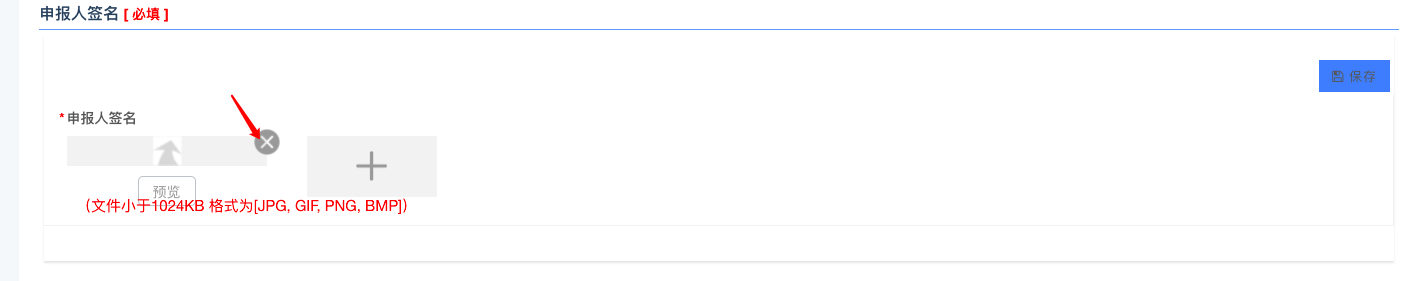 申报人签名 [ 必填 ]
保存
* 申报人签名
预览
（文件小于1024KB 格式为[JPG, GIF, PNG, BMP]）